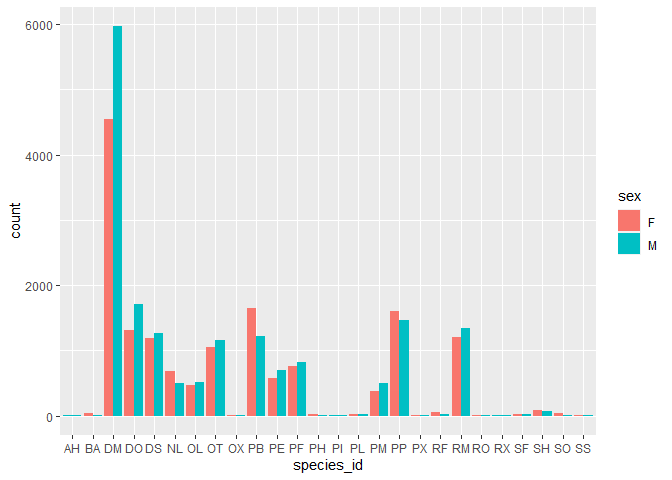 6000
4000
2000
0
count
AH BA DM DO DS NL OL OT OX PB PE PF PH PI PL PM PP PX RF RM RO RX SF SH SO SS
species_id
sex
F
M